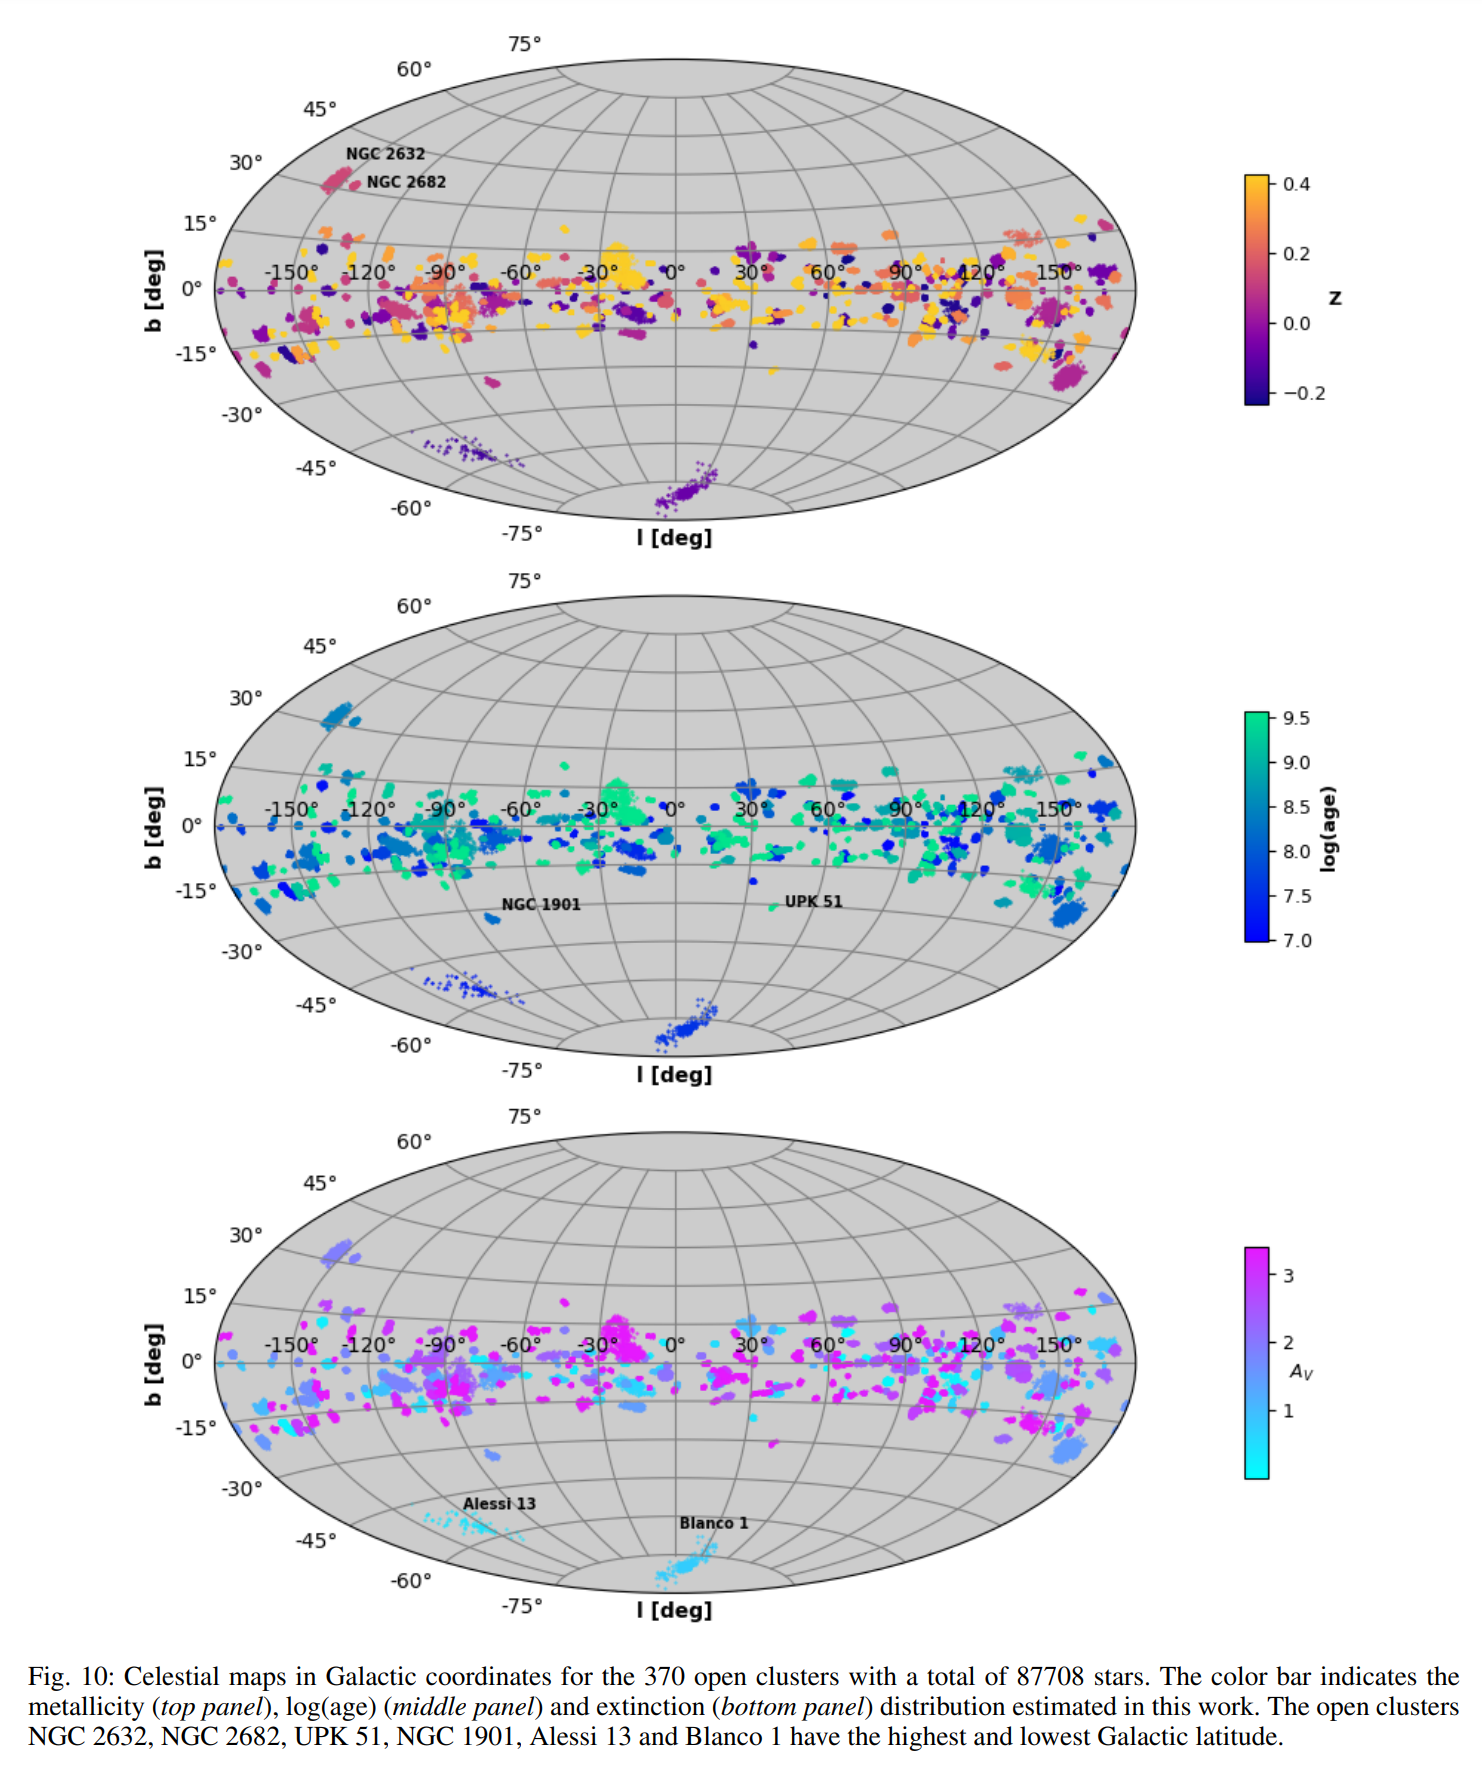 75°
60°
45°
NGC 2632
30°
NGC 2682
15°
-150° -120° -90° -60° -30° 0° 30° 60° 90° 120° 150°
0°
-15°
-30°
-45°
-60°
-75°
b [deg]
l [deg]
0.4
0.2
0.0
−0.2
Z
75°
60°
45°
30°
15°
-150° -120° -90° -60° -30° 0° 30° 60° 90° 120° 150°
0°
-15°
NGC 1901
UPK 51
-30°
-45°
-60°
-75°
b [deg]
l [deg]
9.5
9.0
8.5
8.0
7.5
7.0
log(age)
75°
60°
45°
30°
15°
-150° -120° -90° -60° -30° 0° 30° 60° 90° 120° 150°
0°
-15°
-30°
Alessi 13
Blanco 1
-45°
-60°
-75°
b [deg]
l [deg]
3
2
1
AV
Fig. 10: Celestial maps in Galactic coordinates for the 370 open clusters with a total of 87708 stars. The color bar indicates the
metallicity (top panel), log(age) (middle panel) and extinction (bottom panel) distribution estimated in this work. The open clusters
NGC 2632, NGC 2682, UPK 51, NGC 1901, Alessi 13 and Blanco 1 have the highest and lowest Galactic latitude.